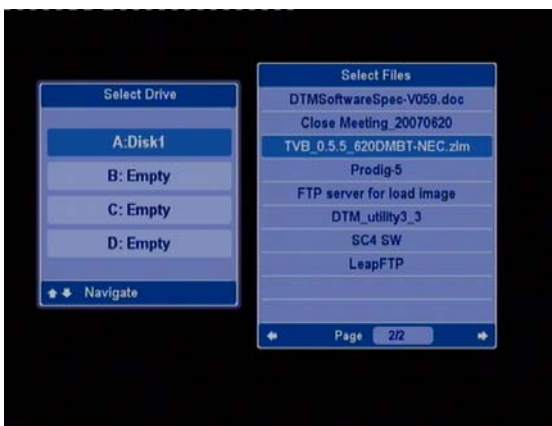 Select Drive
A:Disk1
B: Empty
C: Empty
D: Empty
Navigate
Select Files
DTMSoftwareSpec-V059.doc
Close Meeting_20070620
TVB_0.5.5_620DMBT-NEC.zim
Prodig-5
FTP server for load image
DTM_utility3_3
SC4 SW
LeapFTP
Page 2/2